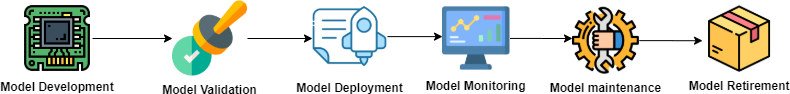 Model Development
Model Validation
Model Deployment
Model Monitoring
Model maintenance
Model Retirement